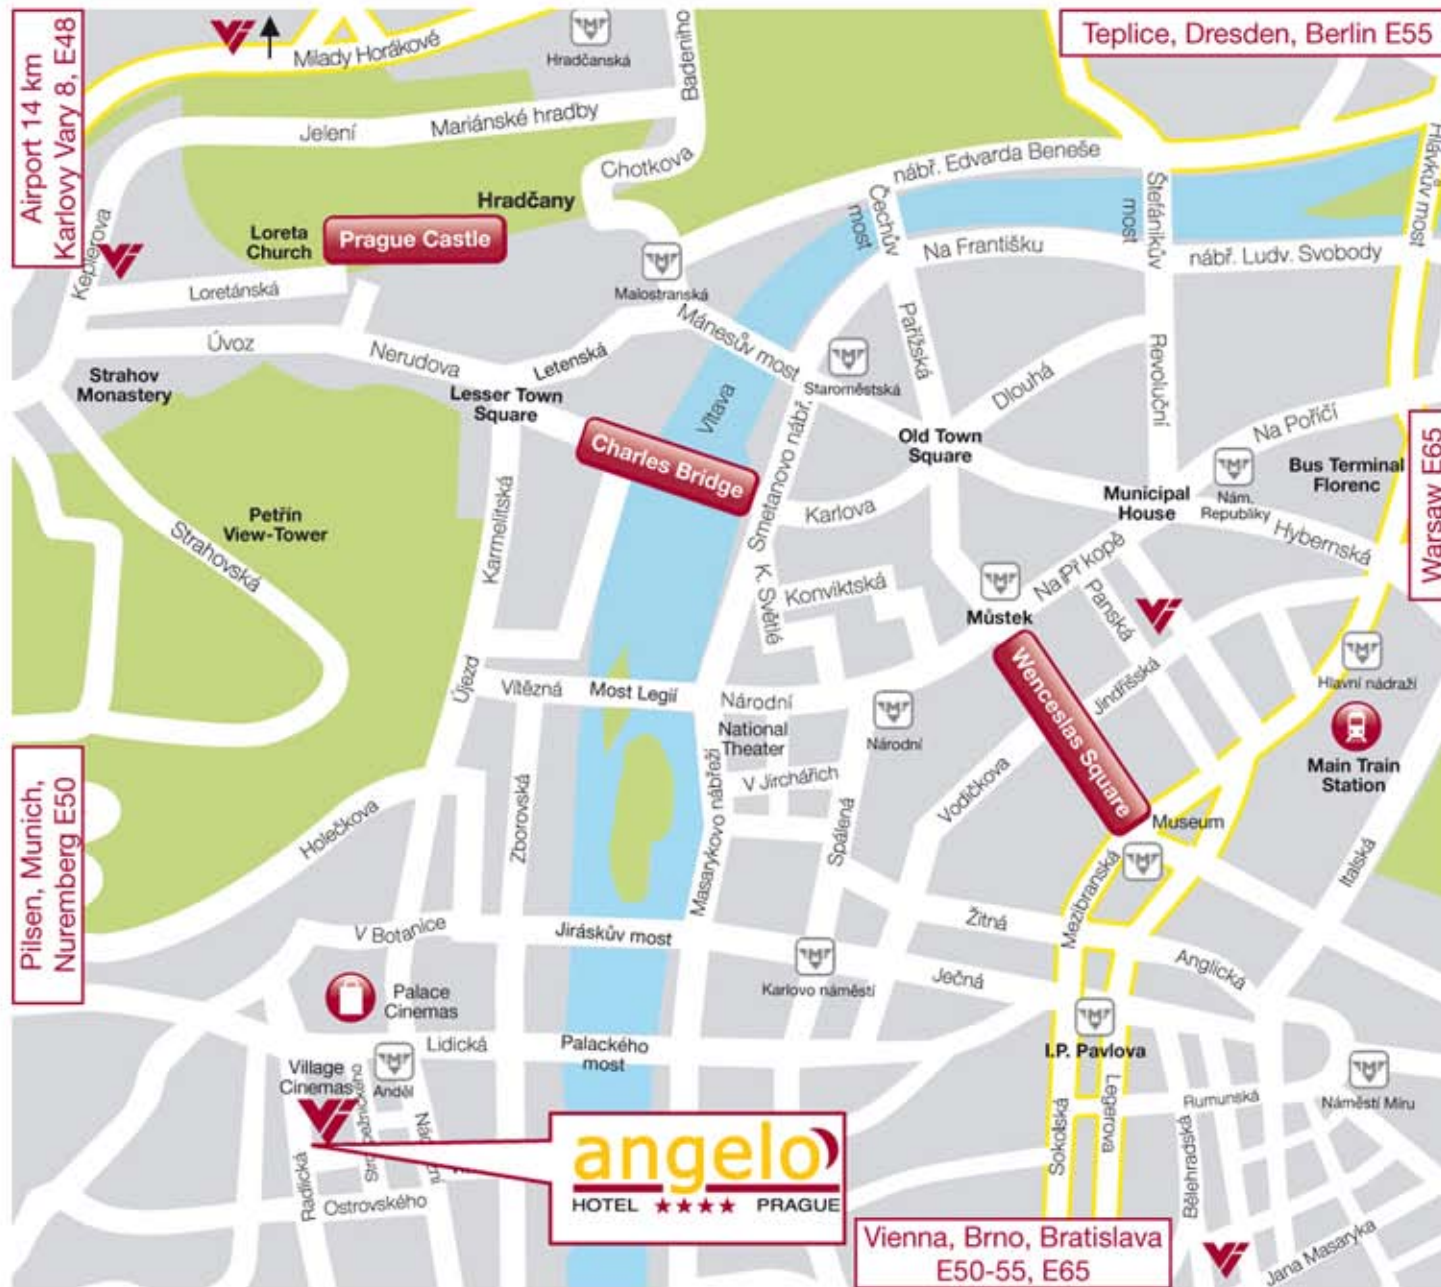 Airport 14 km
Karlovy Vary 8, E48
Milady Horákové
Hradčanská
Badeniho
Teplice, Dresden, Berlin E55
Jelení
Mariánské hradby
Chotkova
nábř. Edvarda Beneše
Hlávkův most
Keplerova
Hradčany
Loreta
Church
Prague Castle
Čechův
most
Štefánikův
most
Na Františku
nábř. Ludv. Svobody
Loretánská
Malostranská
Úvoz
Nerudova
Letenská
Mánesův most
Pařížská
Revoluční
Strahov
Monastery
Lesser Town
Square
Vltava
Staroměstská
Dlouhá
Charles Bridge
Smetanovo nábř.
Old Town
Square
Na Poříčí
Bus Terminal
Florenc
Warsaw E65
Municipal
House
Nám.
Republiky
Hybernská
Petřín
View-Tower
Strahovská
Karmelitská
Karlova
K. Světlé
Konviktská
Na Př kopě
Můstek
Panská
Wenceslas Square
Jindřišská
Hlavní nádraží
Main Train
Station
Újezd
Vítězná
Most Legií
Národní
National
Theater
Národní
V Jirchářích
Vodičkova
Pilsen, Munich,
Nuremberg E50
Holečkova
Zborovská
Masarykovo nábřeží
Spálená
Museum
Mezibranská
Italská
V Botanice
Jiráskův most
Žitná
Anglická
Palace
Cinemas
Karlovo náměstí
Ječná
Lidická
Palackého
most
I.P. Pavlova
Village
Cinemas
Anděl
Legerova
Rumunská
Náměstí Míru
Sokolská
Bělehradská
Radlická
Ostrovského
angelo
HOTEL ★★★★ PRAGUE
Vienna, Brno, Bratislava
E50-55, E65
Jana Masaryka